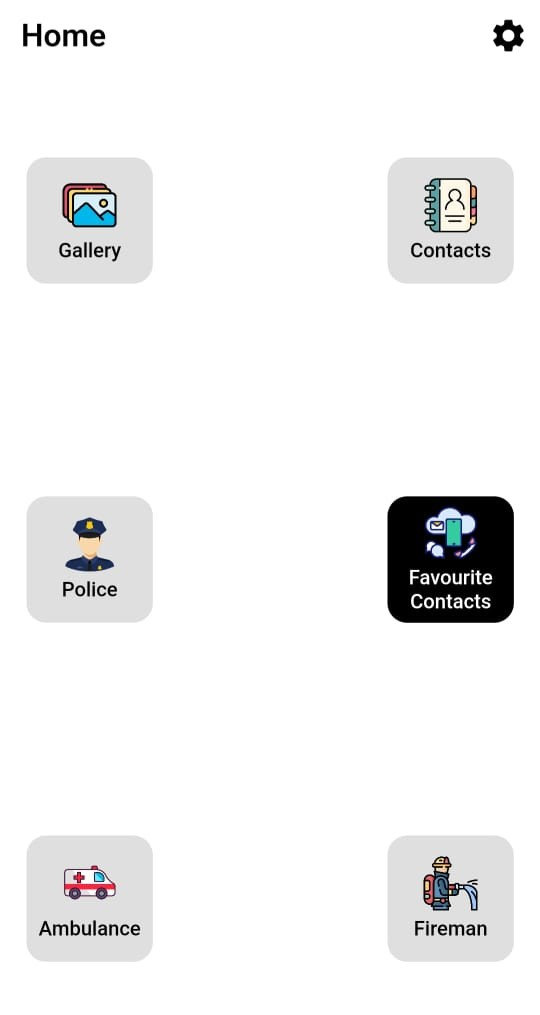 Home
Gallery
Contacts
Police
Favourite
Contacts
Ambulance
Fireman